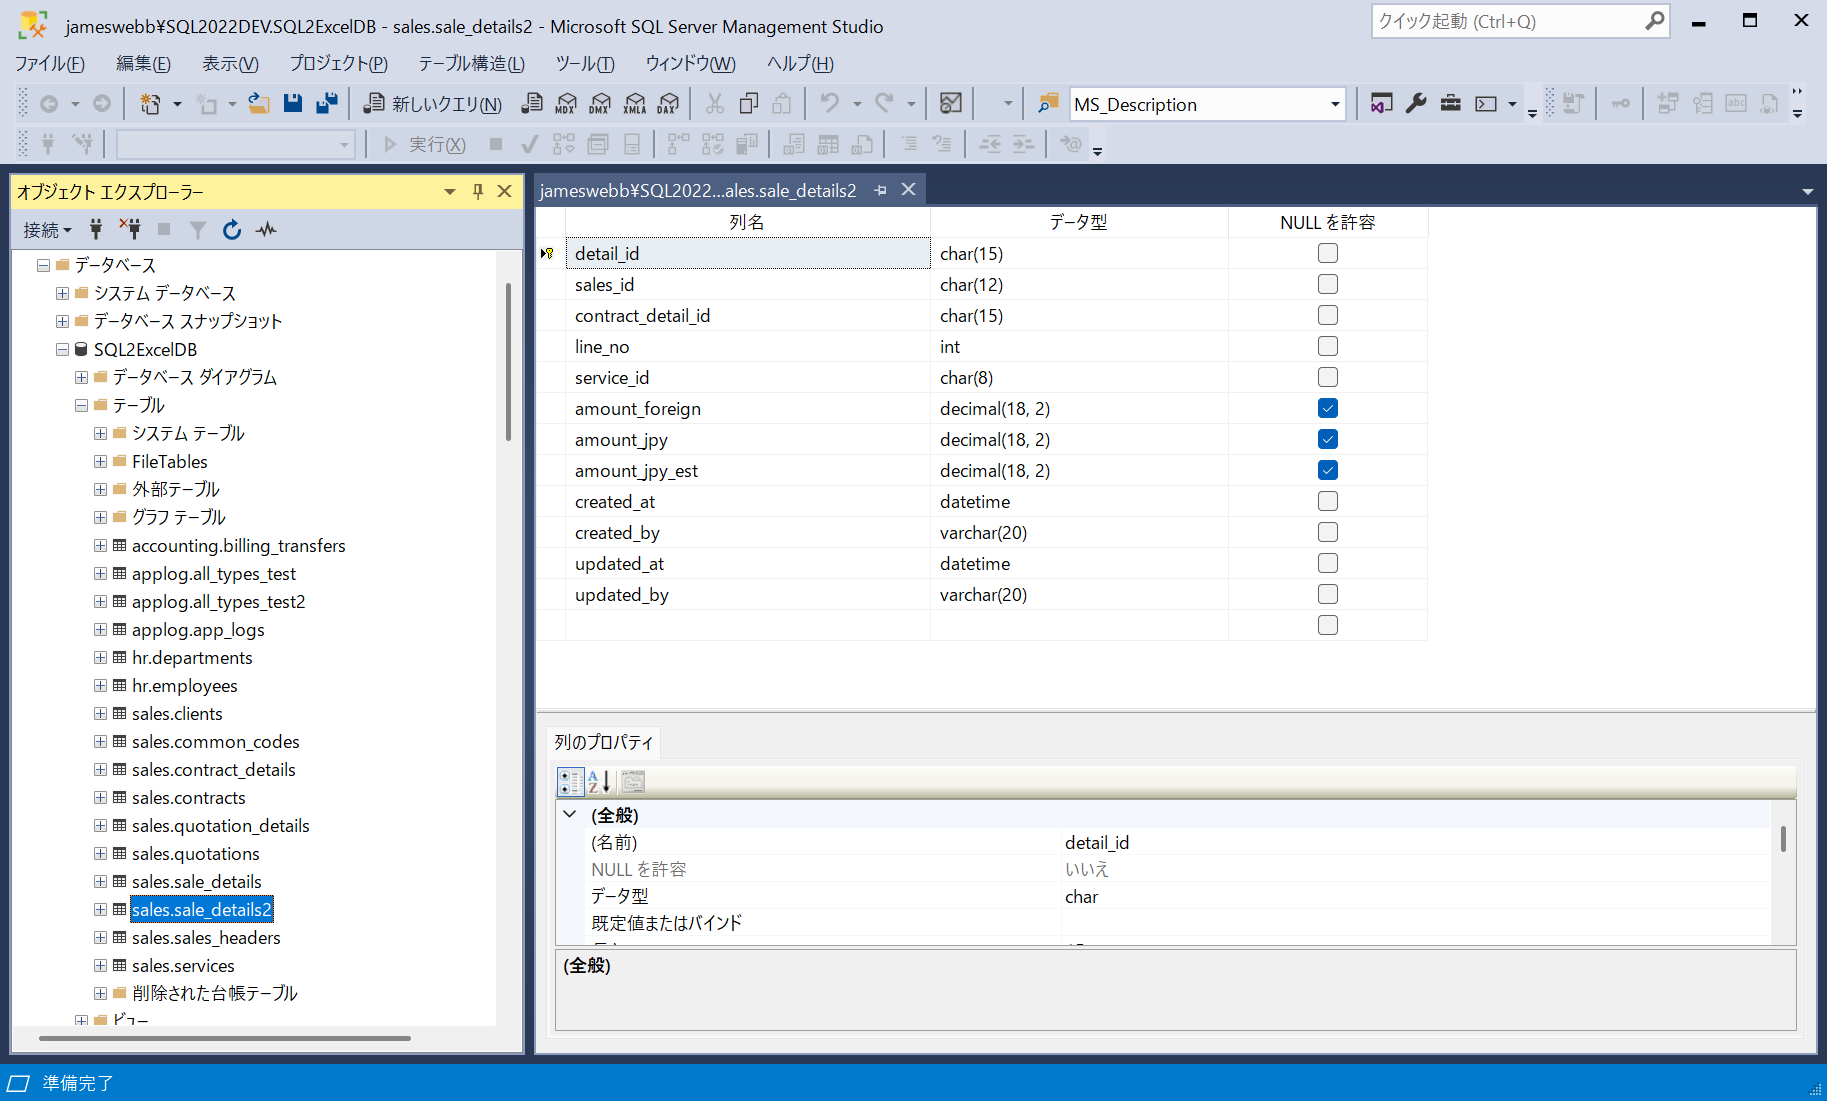 jameswebb¥SQL2022DEV.SQL2ExcelDB - sales.sale_details2 - Microsoft SQL Server Management Studio
クイック起動 (Ctrl+Q)
ファイル(F) 編集(E) 表示(V) プロジェクト(P) テーブル構造(L) ツール(T) ウィンドウ(W) ヘルプ(H)
新しいクエリ(N) MDX DMX XMLA DAX MS_Description
実行(X)
オブジェクト エクスプローラー
接続
データベース
システム データベース
データベース スナップショット
SQL2ExcelDB
データベース ダイアグラム
テーブル
システム テーブル
FileTables
外部テーブル
グラフ テーブル
accounting.billing_transfers
applog.all_types_test
applog.all_types_test2
applog.app_logs
hr.departments
hr.employees
sales.clients
sales.common_codes
sales.contract_details
sales.contracts
sales.quotation_details
sales.quotations
sales.sale_details
sales.sale_details2
sales.sales_headers
sales.services
削除された台帳テーブル
ビュー
jameswebb¥SQL2022...ales.sale_details2
列名 データ型 NULL を許容
detail_id char(15)
sales_id char(12)
contract_detail_id char(15)
line_no int
service_id char(8)
amount_foreign decimal(18, 2)
amount_jpy decimal(18, 2)
amount_jpy_est decimal(18, 2)
created_at datetime
created_by varchar(20)
updated_at datetime
updated_by varchar(20)
列のプロパティ
(全般)
(名前) detail_id
NULL を許容 いいえ
データ型 char
既定値またはバインド
(全般)
準備完了